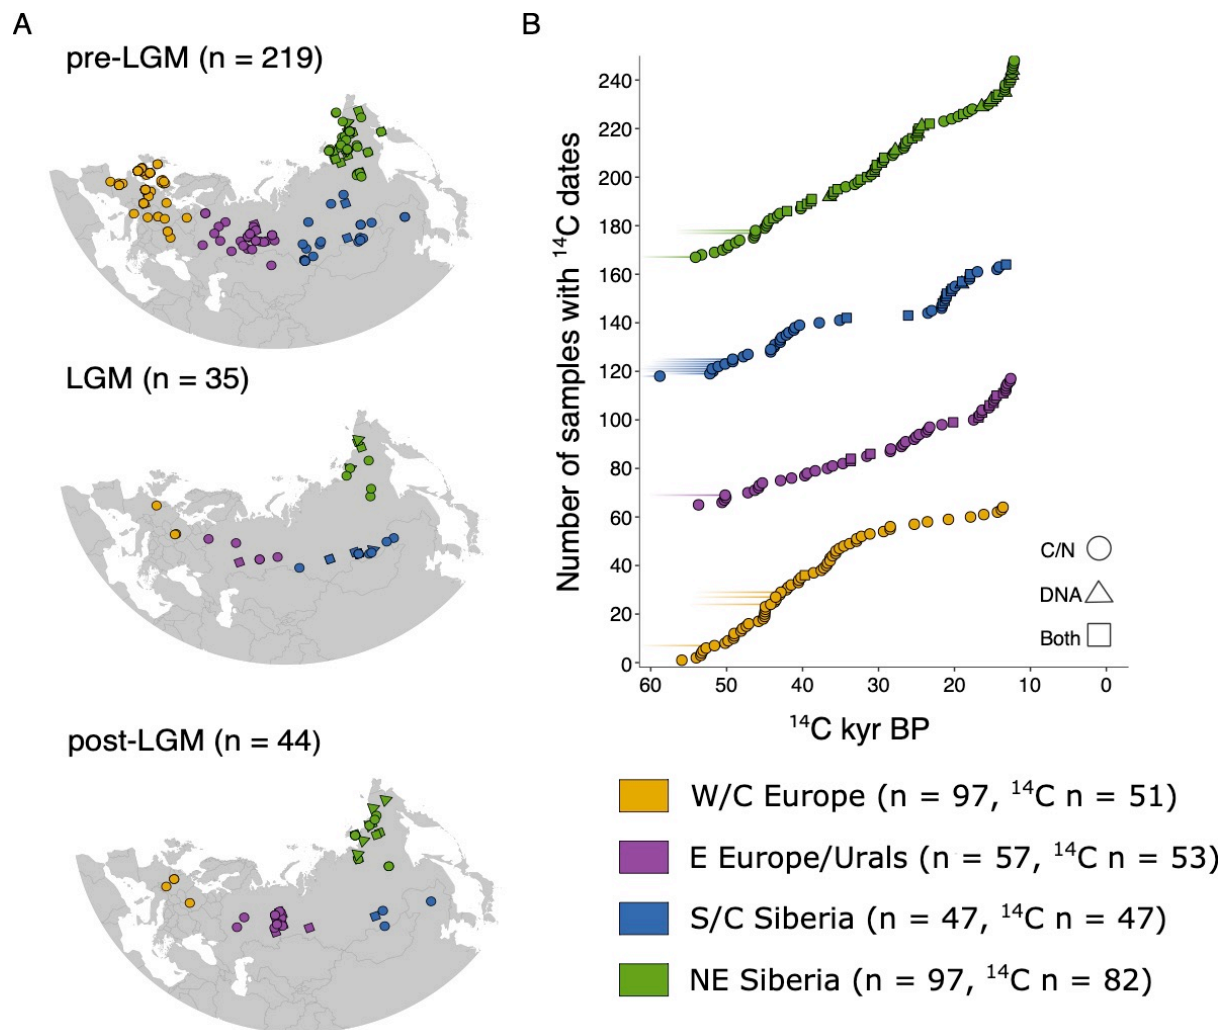 A
pre-LGM (n = 219)
LGM (n = 35)
post-LGM (n = 44)
B
Number of samples with ¹⁴C dates
240
220
200
180
160
140
120
100
80
60
40
20
0
60
50
40
30
20
10
0
¹⁴C kyr BP
C/N
DNA
Both
W/C Europe (n = 97, ¹⁴C n = 51)
E Europe/Urals (n = 57, ¹⁴C n = 53)
S/C Siberia (n = 47, ¹⁴C n = 47)
NE Siberia (n = 97, ¹⁴C n = 82)